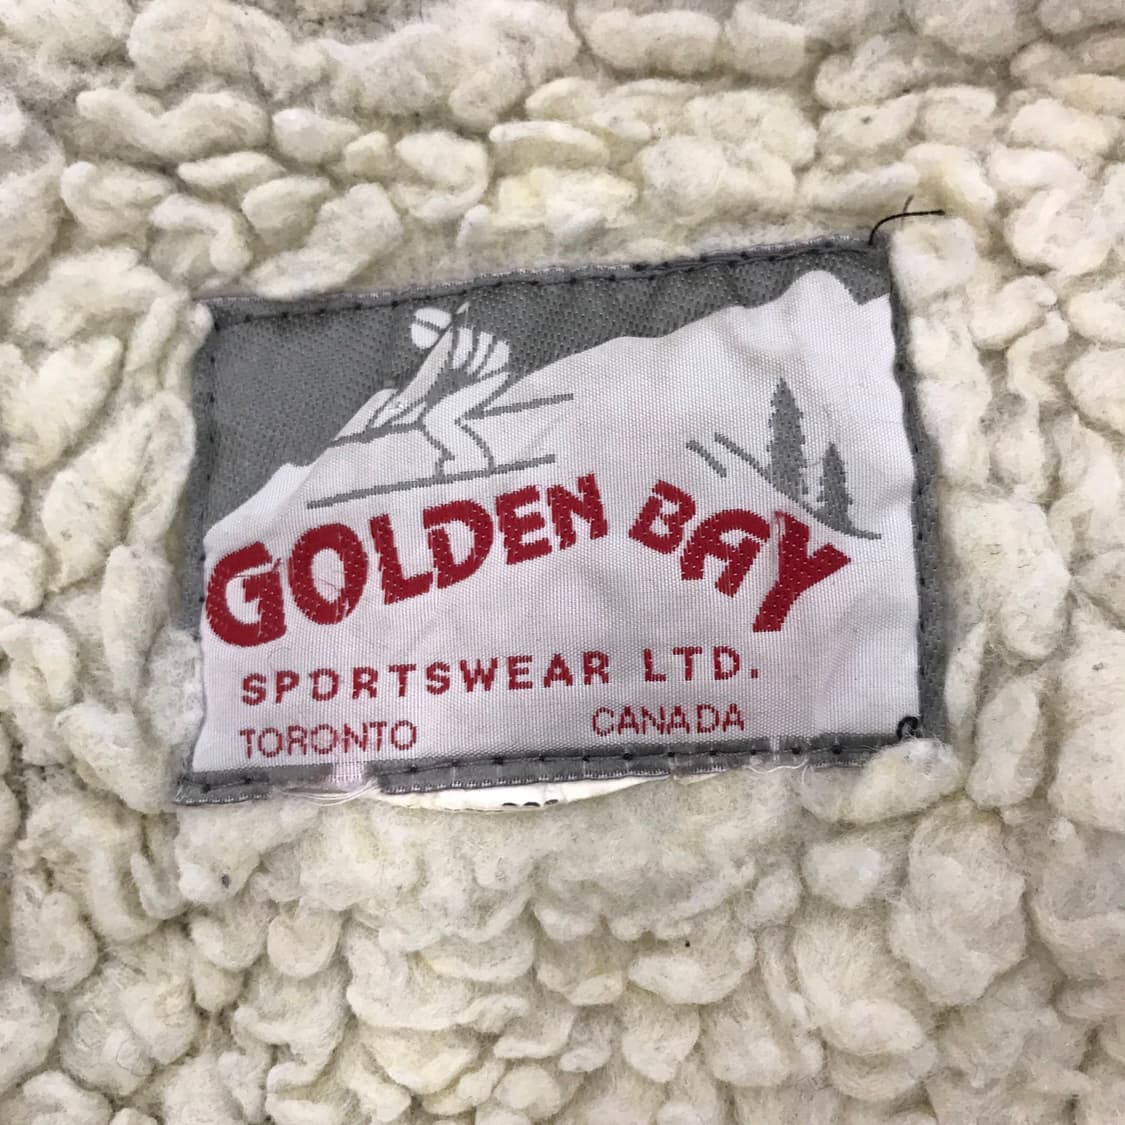 GOLDEN BAY
SPORTSWEAR LTD.
TORONTO CANADA